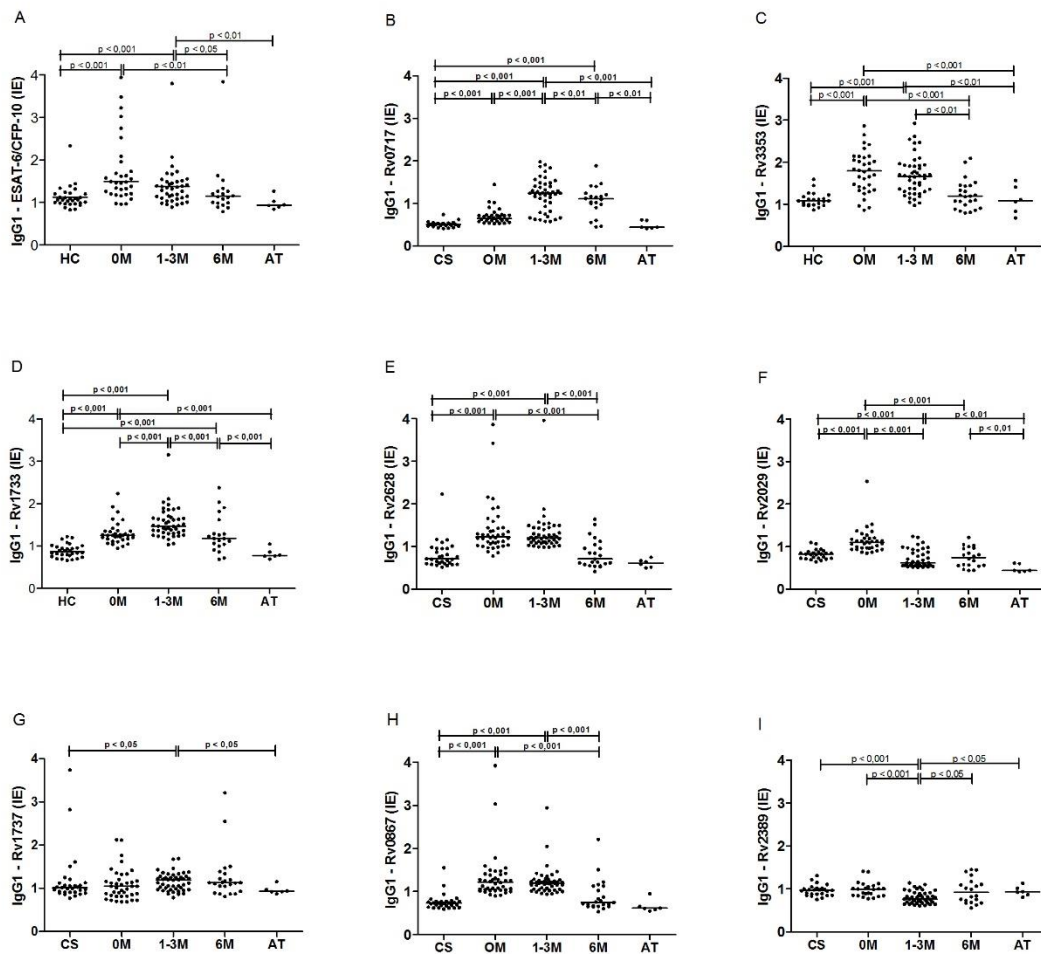 A
p < 0,01
p < 0,001 p < 0,05
p < 0,001 p < 0,01
IgG1 - ESAT-6/CFP-10 (IE)
4
3
2
1
0
HC 0M 1-3M 6M AT
B
p < 0,001
p < 0,001 p < 0,001
p < 0,001 p < 0,001 p < 0,01 p < 0,01
IgG1 - Rv0717 (IE)
4
3
2
1
0
CS OM 1-3M 6M AT
C
p < 0,001
p < 0,001 p < 0,01
p < 0,001 p < 0,001
p < 0,01
IgG1 - Rv3353 (IE)
4
3
2
1
0
HC OM 1-3 M 6M AT
D
p < 0,001
p < 0,001 p < 0,001
p < 0,001
p < 0,001 p < 0,001 p < 0,001
IgG1 - Rv1733 (IE)
4
3
2
1
0
HC 0M 1-3M 6M AT
E
p < 0,001 p < 0,001
p < 0,001 p < 0,001
IgG1 - Rv2628 (IE)
4
3
2
1
0
CS 0M 1-3M 6M AT
F
p < 0,001
p < 0,001 p < 0,01
p < 0,001 p < 0,001 p < 0,01
IgG1 - Rv2029 (IE)
4
3
2
1
0
CS 0M 1-3M 6M AT
G
p < 0,05 p < 0,05
IgG1 - Rv1737 (IE)
4
3
2
1
0
CS 0M 1-3M 6M AT
H
p < 0,001 p < 0,001
p < 0,001 p < 0,001
IgG1 - Rv0867 (IE)
4
3
2
1
0
CS OM 1-3M 6M AT
I
p < 0,001 p < 0,05
p < 0,001 p < 0,05
IgG1 - Rv2389 (IE)
4
3
2
1
0
CS 0M 1-3M 6M AT